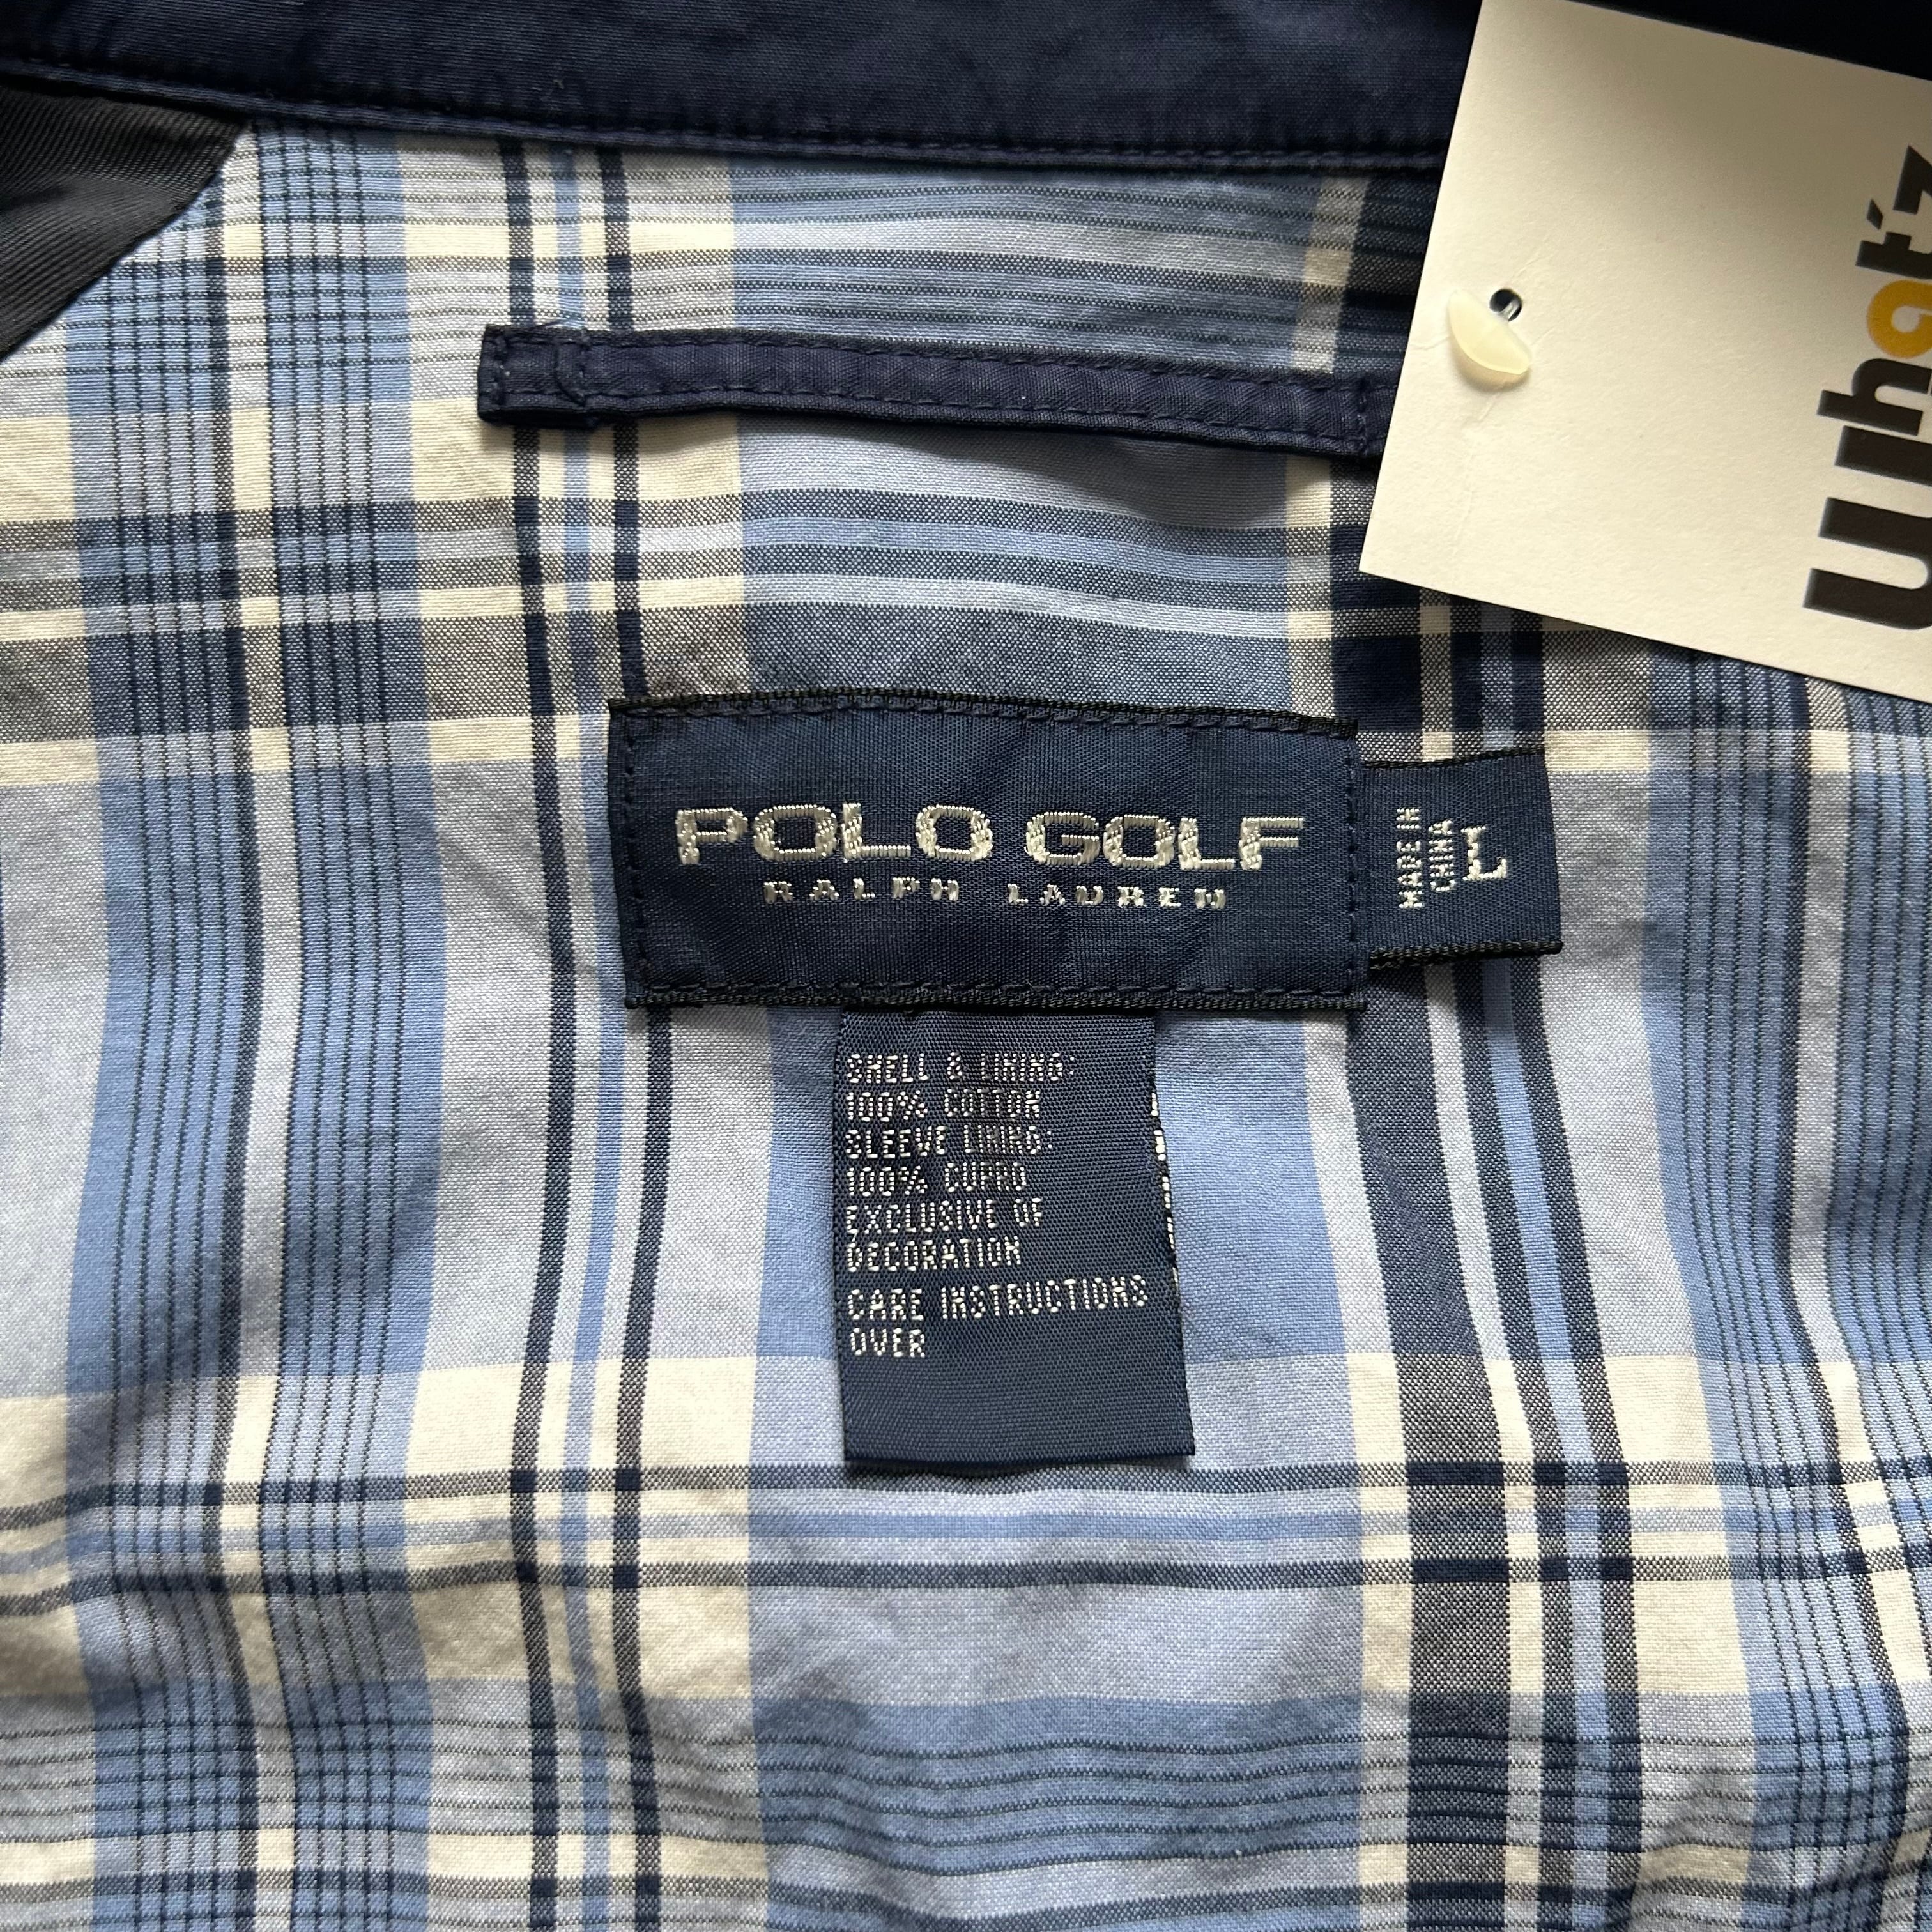 What'z
POLO GOLF
RALPH LAUREN
MADE IN
CHINA
L
SHELL & LINING:
100% COTTON
SLEEVE LINING:
100% CUPRO
EXCLUSIVE OF
DECORATION
CARE INSTRUCTIONS
OVER